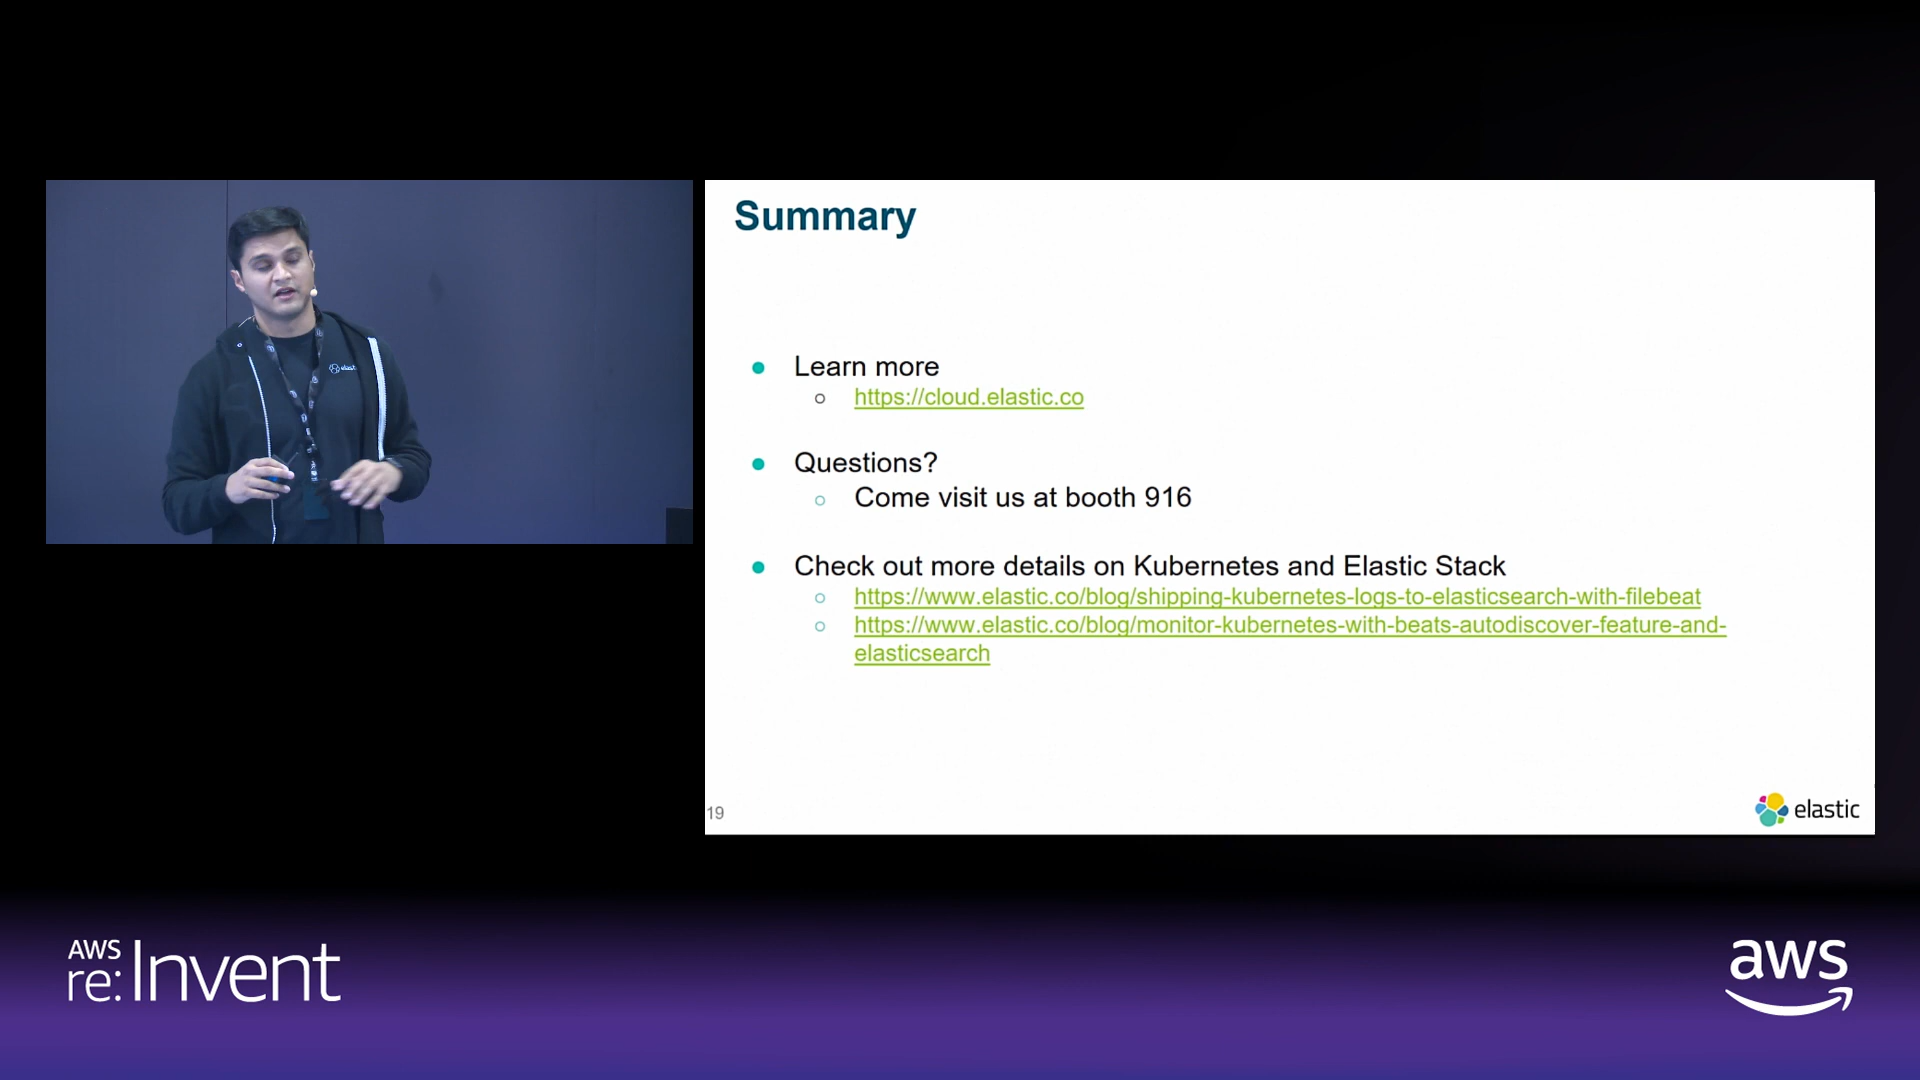 Summary
Learn more
https://cloud.elastic.co
Questions?
Come visit us at booth 916
Check out more details on Kubernetes and Elastic Stack
https://www.elastic.co/blog/shipping-kubernetes-logs-to-elasticsearch-with-filebeat
https://www.elastic.co/blog/monitor-kubernetes-with-beats-autodiscover-feature-and-
elasticsearch
19
elastic
AWS
re:Invent
aws